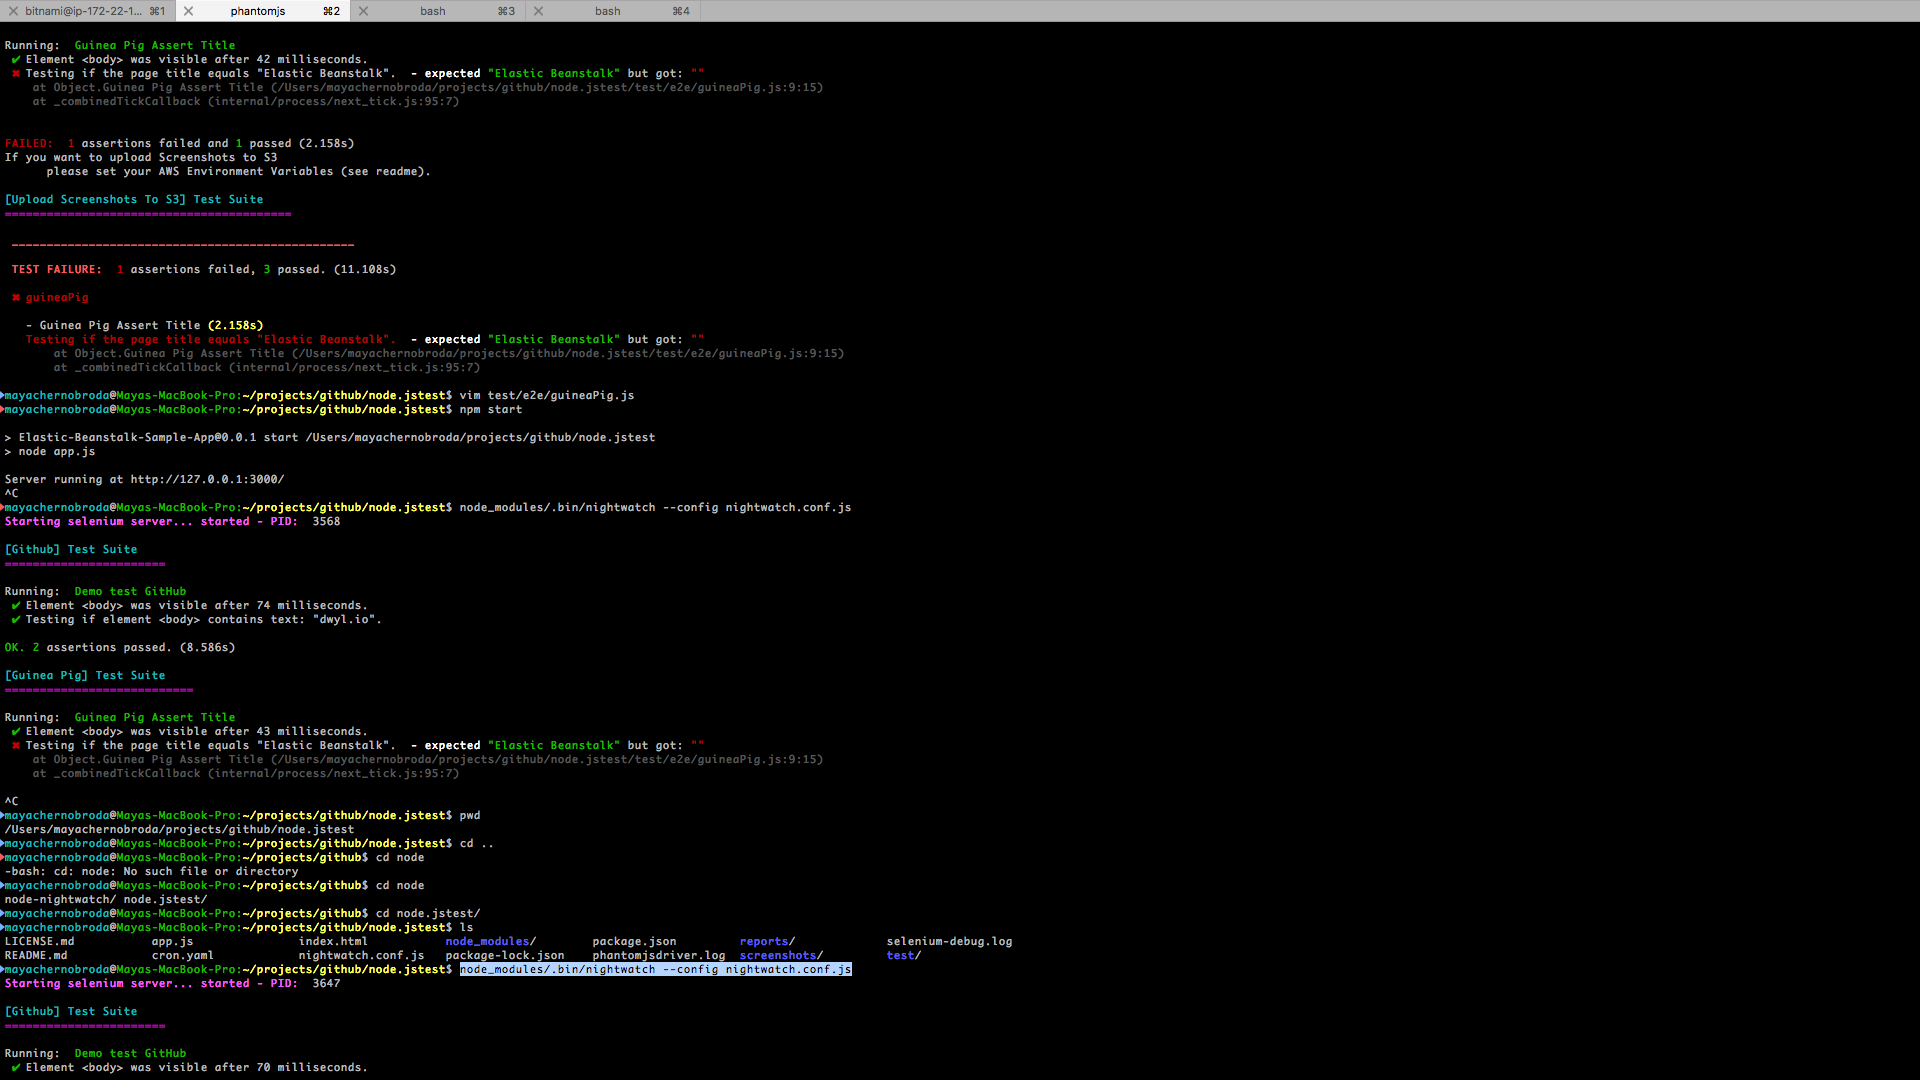 bitnami@ip-172-22-1... ⌘1 phantomjs ⌘2 bash ⌘3 bash ⌘4
Running:  Guinea Pig Assert Title
✔ Element <body> was visible after 42 milliseconds.
✖ Testing if the page title equals "Elastic Beanstalk".  - expected "Elastic Beanstalk" but got: ""
at Object.Guinea Pig Assert Title (/Users/mayachernobroda/projects/github/node.jstest/test/e2e/guineaPig.js:9:15)
at _combinedTickCallback (internal/process/next_tick.js:95:7)
FAILED:  1 assertions failed and 1 passed (2.158s)
If you want to upload Screenshots to S3
please set your AWS Environment Variables (see readme).
[Upload Screenshots To S3] Test Suite
=========================================
_________________________________________________
TEST FAILURE:  1 assertions failed, 3 passed. (11.108s)
✖ guineaPig
- Guinea Pig Assert Title (2.158s)
Testing if the page title equals "Elastic Beanstalk".  - expected "Elastic Beanstalk" but got: ""
at Object.Guinea Pig Assert Title (/Users/mayachernobroda/projects/github/node.jstest/test/e2e/guineaPig.js:9:15)
at _combinedTickCallback (internal/process/next_tick.js:95:7)
mayachernobroda@Mayas-MacBook-Pro:~/projects/github/node.jstest$ vim test/e2e/guineaPig.js
mayachernobroda@Mayas-MacBook-Pro:~/projects/github/node.jstest$ npm start
> Elastic-Beanstalk-Sample-App@0.0.1 start /Users/mayachernobroda/projects/github/node.jstest
> node app.js
Server running at http://127.0.0.1:3000/
^C
mayachernobroda@Mayas-MacBook-Pro:~/projects/github/node.jstest$ node_modules/.bin/nightwatch --config nightwatch.conf.js
Starting selenium server... started - PID:  3568
[Github] Test Suite
=======================
Running:  Demo test GitHub
✔ Element <body> was visible after 74 milliseconds.
✔ Testing if element <body> contains text: "dwyl.io".
OK. 2 assertions passed. (8.586s)
[Guinea Pig] Test Suite
===========================
Running:  Guinea Pig Assert Title
✔ Element <body> was visible after 43 milliseconds.
✖ Testing if the page title equals "Elastic Beanstalk".  - expected "Elastic Beanstalk" but got: ""
at Object.Guinea Pig Assert Title (/Users/mayachernobroda/projects/github/node.jstest/test/e2e/guineaPig.js:9:15)
at _combinedTickCallback (internal/process/next_tick.js:95:7)
^C
mayachernobroda@Mayas-MacBook-Pro:~/projects/github/node.jstest$ pwd
/Users/mayachernobroda/projects/github/node.jstest
mayachernobroda@Mayas-MacBook-Pro:~/projects/github/node.jstest$ cd ..
mayachernobroda@Mayas-MacBook-Pro:~/projects/github$ cd node
-bash: cd: node: No such file or directory
mayachernobroda@Mayas-MacBook-Pro:~/projects/github$ cd node
node-nightwatch/ node.jstest/
mayachernobroda@Mayas-MacBook-Pro:~/projects/github$ cd node.jstest/
mayachernobroda@Mayas-MacBook-Pro:~/projects/github/node.jstest$ ls
LICENSE.md app.js index.html node_modules/ package.json reports/ selenium-debug.log
README.md cron.yaml nightwatch.conf.js package-lock.json phantomjsdriver.log screenshots/ test/
mayachernobroda@Mayas-MacBook-Pro:~/projects/github/node.jstest$ node_modules/.bin/nightwatch --config nightwatch.conf.js
Starting selenium server... started - PID:  3647
[Github] Test Suite
=======================
Running:  Demo test GitHub
✔ Element <body> was visible after 70 milliseconds.